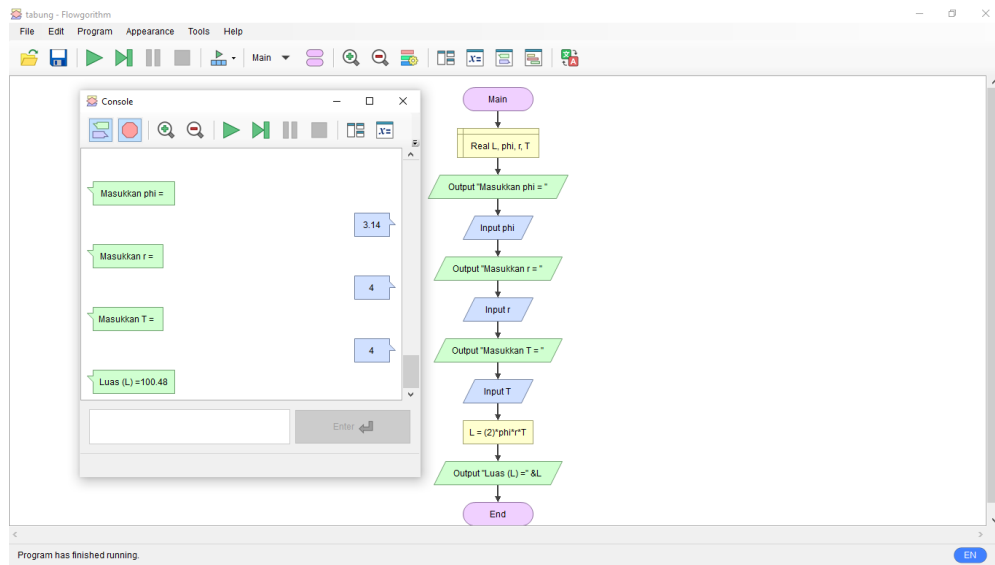 tabung - Flowgorithm
File Edit Program Appearance Tools Help
Main
Console
Masukkan phi =
3.14
Masukkan r =
4
Masukkan T =
4
Luas (L) =100.48
Enter
Main
Real L, phi, r, T
Output "Masukkan phi = "
Input phi
Output "Masukkan r = "
Input r
Output "Masukkan T = "
Input T
L = (2)*phi*r*T
Output "Luas (L) =" &L
End
Program has finished running.
EN